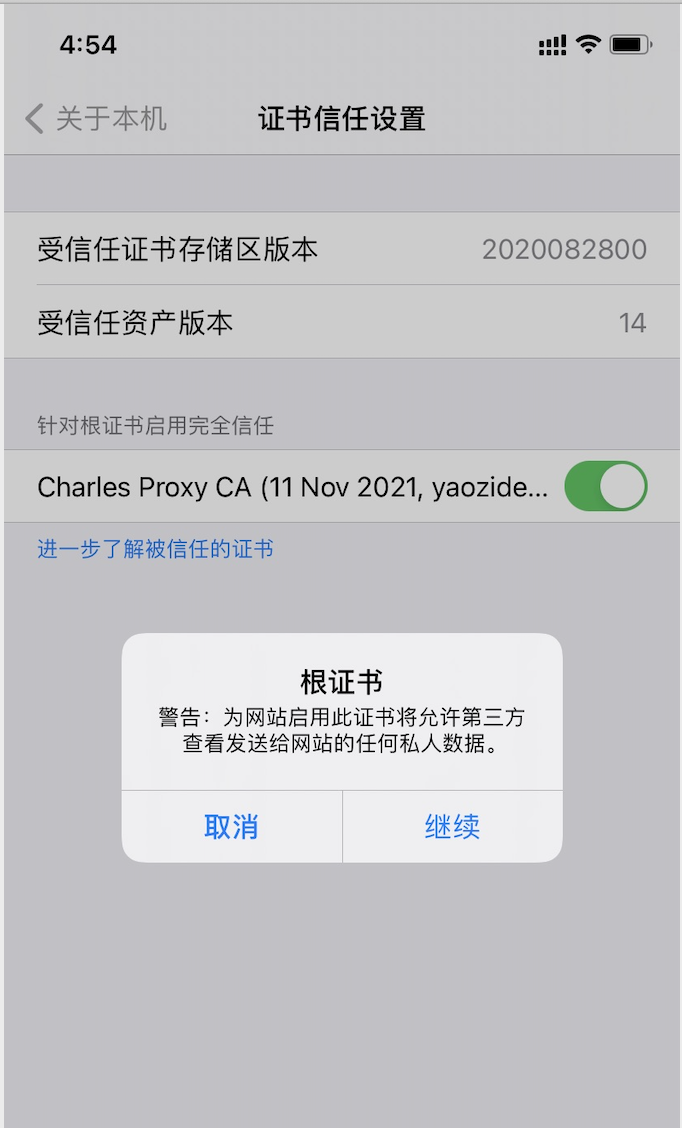 4:54
关于本机
证书信任设置
受信任证书存储区版本 2020082800
受信任资产版本 14
针对根证书启用完全信任
Charles Proxy CA (11 Nov 2021, yaozide...
进一步了解被信任的证书
根证书
警告：为网站启用此证书将允许第三方
查看发送给网站的任何私人数据。
取消 继续